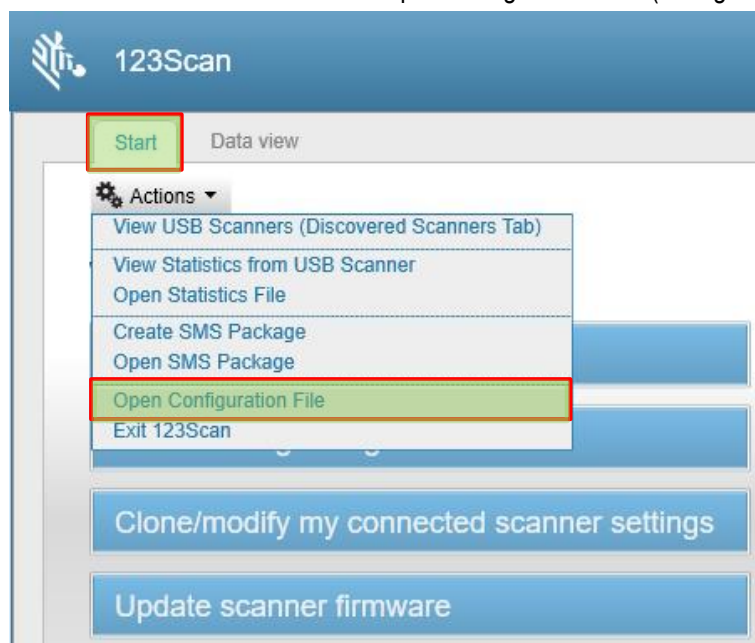 123Scan
Start Data view
Actions
View USB Scanners (Discovered Scanners Tab)
View Statistics from USB Scanner
Open Statistics File
Create SMS Package
Open SMS Package
Open Configuration File
Exit 123Scan
Clone/modify my connected scanner settings
Update scanner firmware